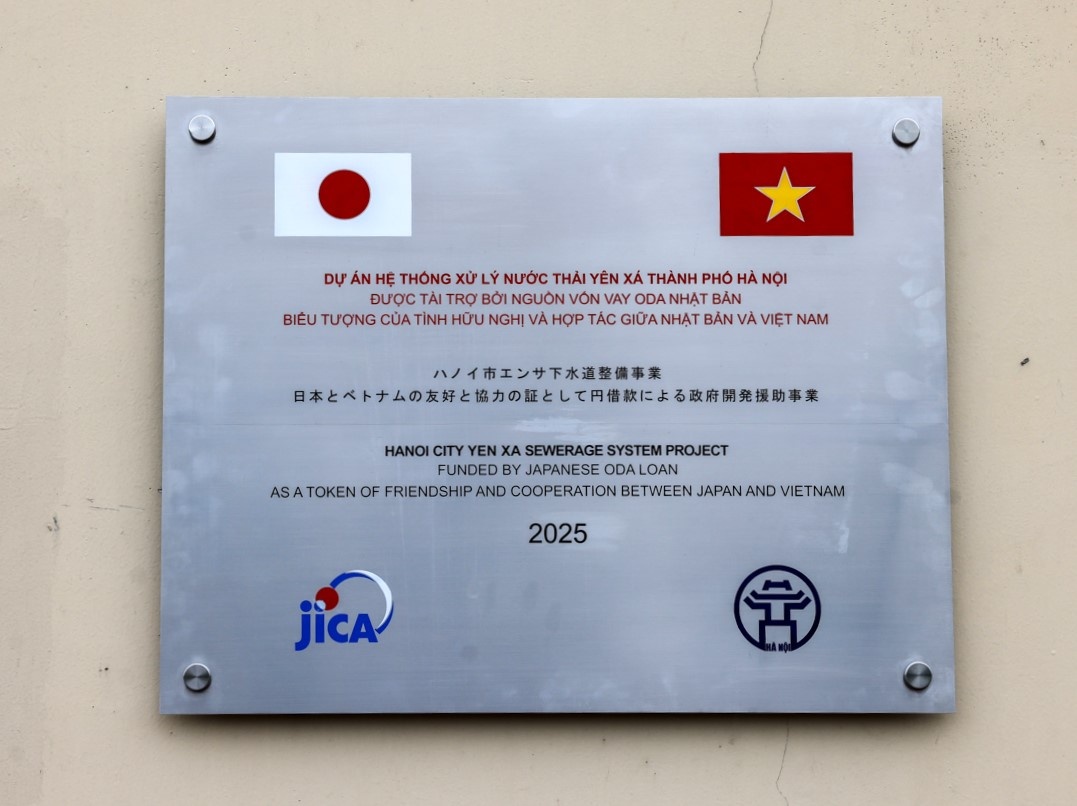 DỰ ÁN HỆ THỐNG XỬ LÝ NƯỚC THẢI YÊN XÁ THÀNH PHỐ HÀ NỘI
ĐƯỢC TÀI TRỢ BỞI NGUỒN VỐN VAY ODA NHẬT BẢN
BIỂU TƯỢNG CỦA TÌNH HỮU NGHỊ VÀ HỢP TÁC GIỮA NHẬT BẢN VÀ VIỆT NAM
ハノイ市エンサ下水道整備事業
日本とベトナムの友好と協力の証として円借款による政府開発援助事業
HANOI CITY YEN XA SEWERAGE SYSTEM PROJECT
FUNDED BY JAPANESE ODA LOAN
AS A TOKEN OF FRIENDSHIP AND COOPERATION BETWEEN JAPAN AND VIETNAM
2025
jICA
HÀ NỘI